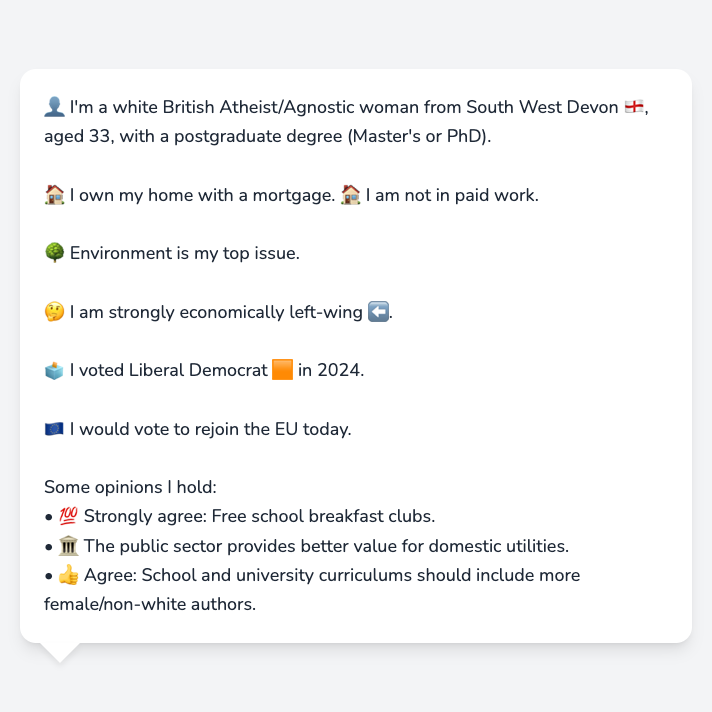 👤 I'm a white British Atheist/Agnostic woman from South West Devon 🏴󠁧󠁢󠁥󠁮󠁧󠁿,
aged 33, with a postgraduate degree (Master's or PhD).
🏠 I own my home with a mortgage. 🏠 I am not in paid work.
🌳 Environment is my top issue.
🤔 I am strongly economically left-wing ⬅️.
🗳️ I voted Liberal Democrat 🟧 in 2024.
🇪🇺 I would vote to rejoin the EU today.
Some opinions I hold:
• 💯 Strongly agree: Free school breakfast clubs.
• 🏛️ The public sector provides better value for domestic utilities.
• 👍 Agree: School and university curriculums should include more
female/non-white authors.